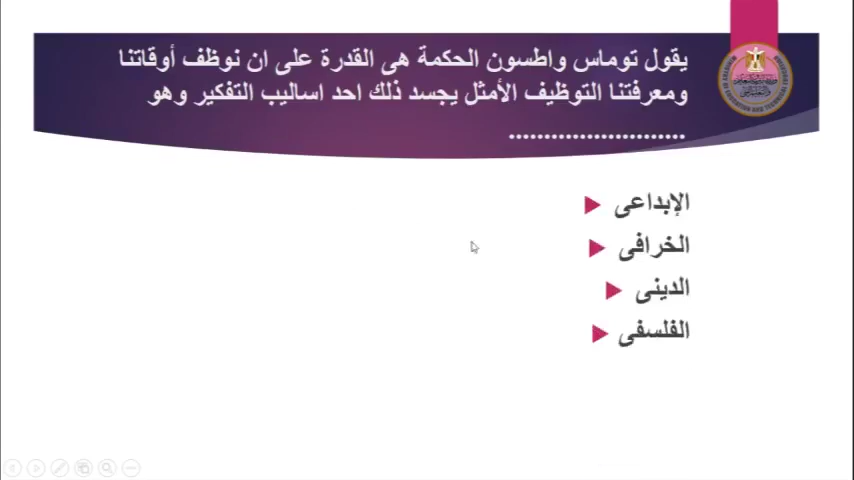 يقول توماس واطسون الحكمة هى القدرة على ان نوظف أوقاتنا
ومعرفتنا التوظيف الأمثل يجسد ذلك احد اساليب التفكير وهو
.........................
الإبداعى
الخرافى
الدينى
الفلسفى